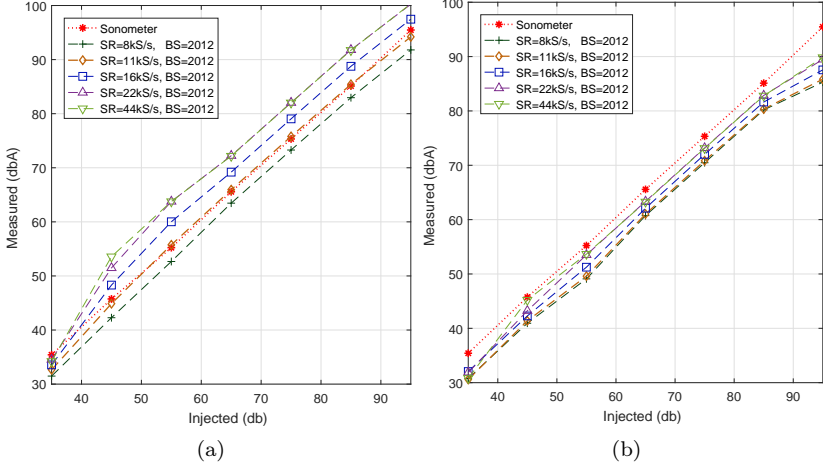 100
90
80
70
60
50
40
30
Measured (dbA)
Sonometer
SR=8kS/s, BS=2012
SR=11kS/s, BS=2012
SR=16kS/s, BS=2012
SR=22kS/s, BS=2012
SR=44kS/s, BS=2012
40 50 60 70 80 90
Injected (db)
(a)
100
90
80
70
60
50
40
30
Measured (dbA)
Sonometer
SR=8kS/s, BS=2012
SR=11kS/s, BS=2012
SR=16kS/s, BS=2012
SR=22kS/s, BS=2012
SR=44kS/s, BS=2012
40 50 60 70 80 90
Injected (db)
(b)